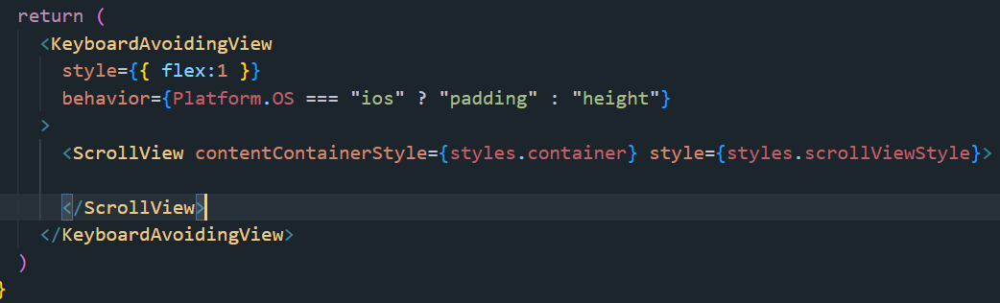 return (
<KeyboardAvoidingView
style={{ flex:1 }}
behavior={Platform.OS === "ios" ? "padding" : "height"}
>
<ScrollView contentContainerStyle={styles.container} style={styles.scrollViewStyle}>
</ScrollView>
</KeyboardAvoidingView>
)
}